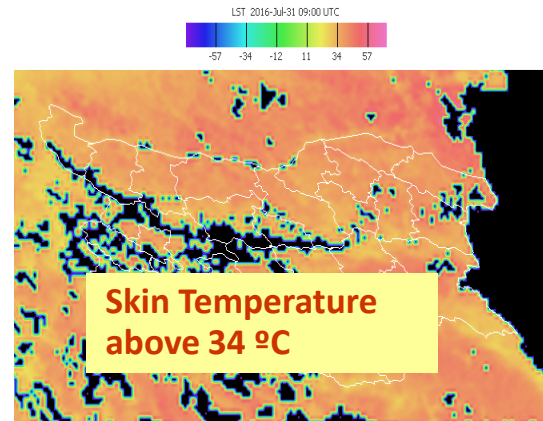 LST 2016-Jul-31 09:00 UTC
-57 -34 -12 11 34 57
Skin Temperature
above 34 ºC